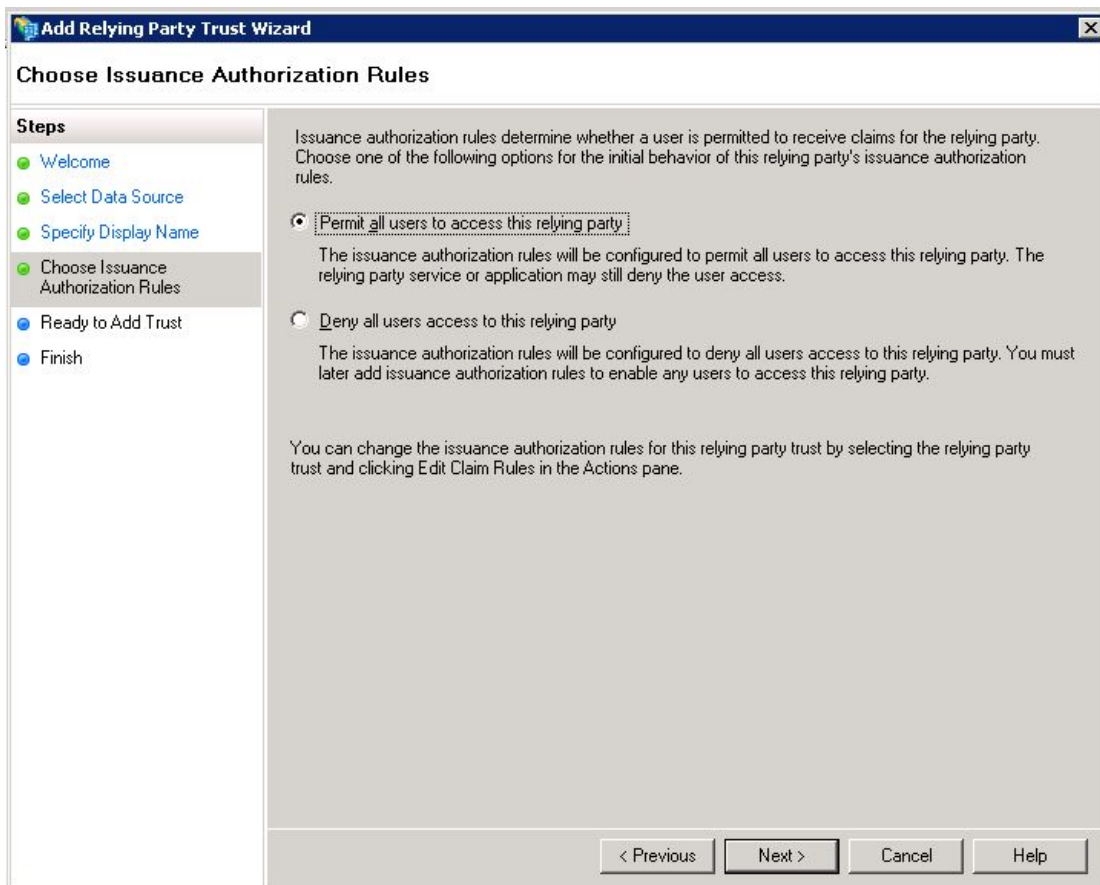 Add Relying Party Trust Wizard
Choose Issuance Authorization Rules
Steps
Welcome
Select Data Source
Specify Display Name
Choose Issuance
Authorization Rules
Ready to Add Trust
Finish
Issuance authorization rules determine whether a user is permitted to receive claims for the relying party.
Choose one of the following options for the initial behavior of this relying party's issuance authorization
rules.
Permit all users to access this relying party
The issuance authorization rules will be configured to permit all users to access this relying party. The
relying party service or application may still deny the user access.
Deny all users access to this relying party
The issuance authorization rules will be configured to deny all users access to this relying party. You must
later add issuance authorization rules to enable any users to access this relying party.
You can change the issuance authorization rules for this relying party trust by selecting the relying party
trust and clicking Edit Claim Rules in the Actions pane.
< Previous
Next >
Cancel
Help